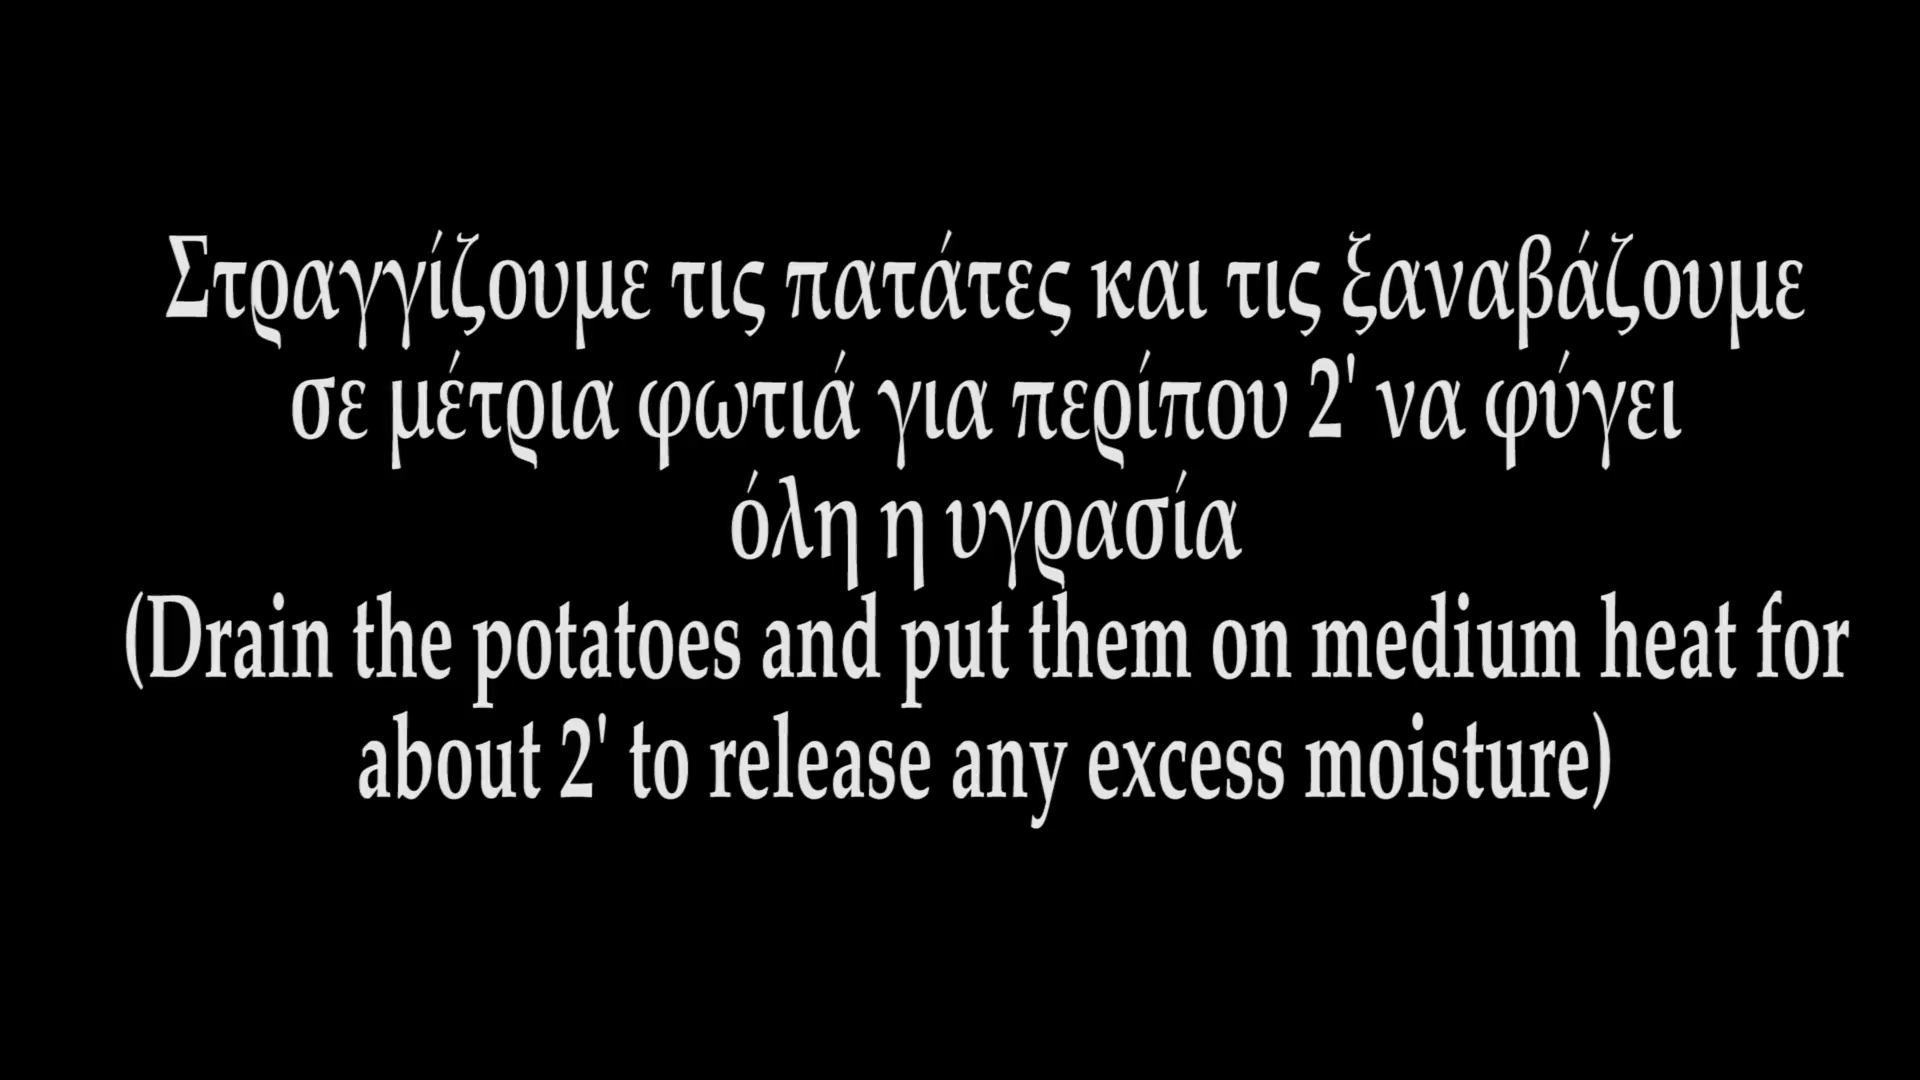 Στραγγίζουμε τις πατάτες και τις ξαναβάζουμε
σε μέτρια φωτιά για περίπου 2' να φύγει
όλη η υγρασία
(Drain the potatoes and put them on medium heat for
about 2' to release any excess moisture)